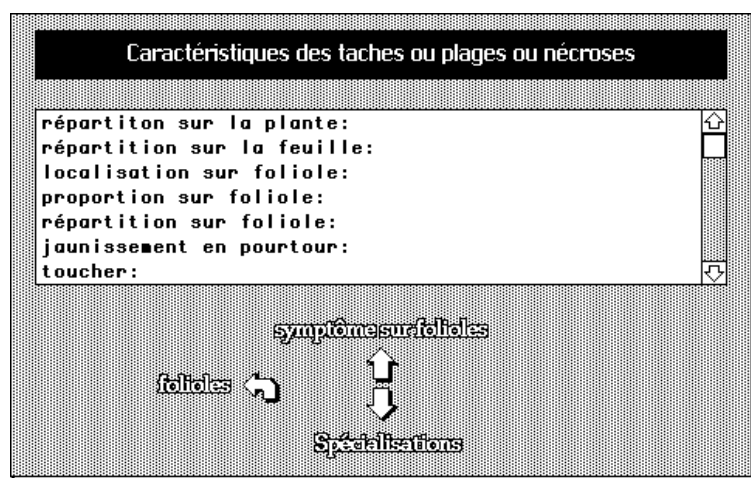 Caractéristiques des taches ou plages ou nécroses
répartiton sur la plante:
répartition sur la feuille:
localisation sur foliole:
proportion sur foliole:
répartition sur foliole:
jaunissement en pourtour:
toucher:
symptôme sur folioles
folioles
Spécialisations